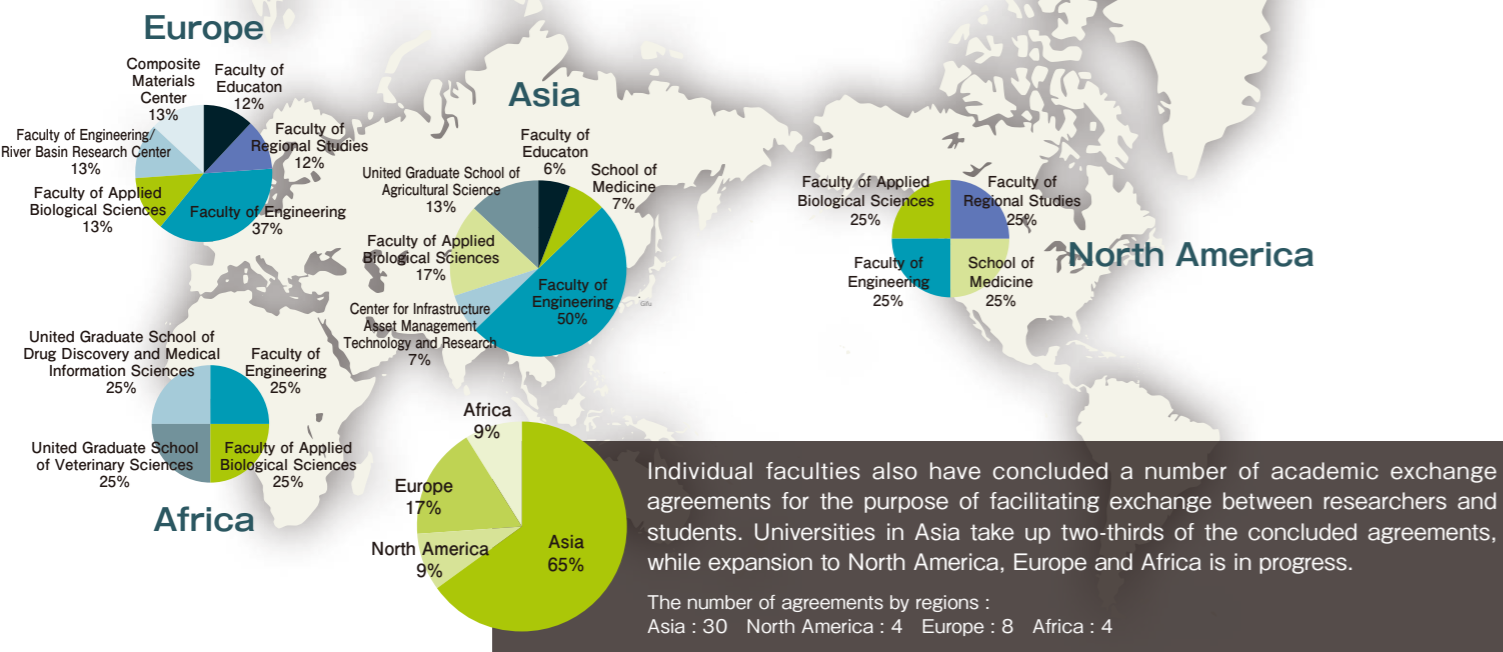 Europe
Composite
Materials
Center
13%
Faculty of
Educaton
12%
Faculty of Engineering/
River Basin Research Center
13%
Faculty of
Regional Studies
12%
Faculty of Applied
Biological Sciences
13%
Faculty of Engineering
37%
Asia
Faculty of
Educaton
6%
School of
Medicine
7%
United Graduate School of
Agricultural Science
13%
Faculty of Applied
Biological Sciences
17%
Faculty of
Engineering
50%
Center for Infrastructure
Asset Management
Technology and Research
7%
Gifu
Faculty of Applied
Biological Sciences
25%
Faculty of
Regional Studies
25%
Faculty of
Engineering
25%
School of
Medicine
25%
North America
United Graduate School of
Drug Discovery and Medical
Information Sciences
25%
Faculty of
Engineering
25%
United Graduate School
of Veterinary Sciences
25%
Faculty of Applied
Biological Sciences
25%
Africa
Africa
9%
Europe
17%
North America
9%
Asia
65%
Individual faculties also have concluded a number of academic exchange
agreements for the purpose of facilitating exchange between researchers and
students. Universities in Asia take up two-thirds of the concluded agreements,
while expansion to North America, Europe and Africa is in progress.
The number of agreements by regions :
Asia : 30 North America : 4 Europe : 8 Africa : 4